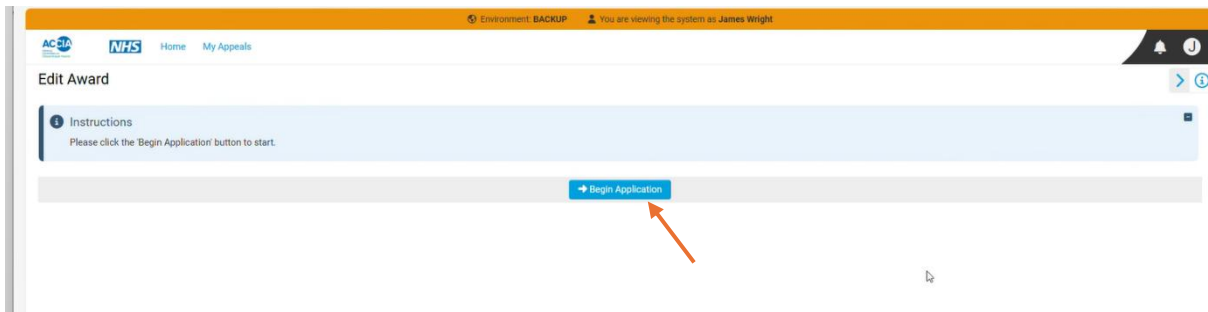 Environment: BACKUP You are viewing the system as James Wright
ACCIA NHS Home My Appeals J
Edit Award
Instructions
Please click the 'Begin Application' button to start.
Begin Application